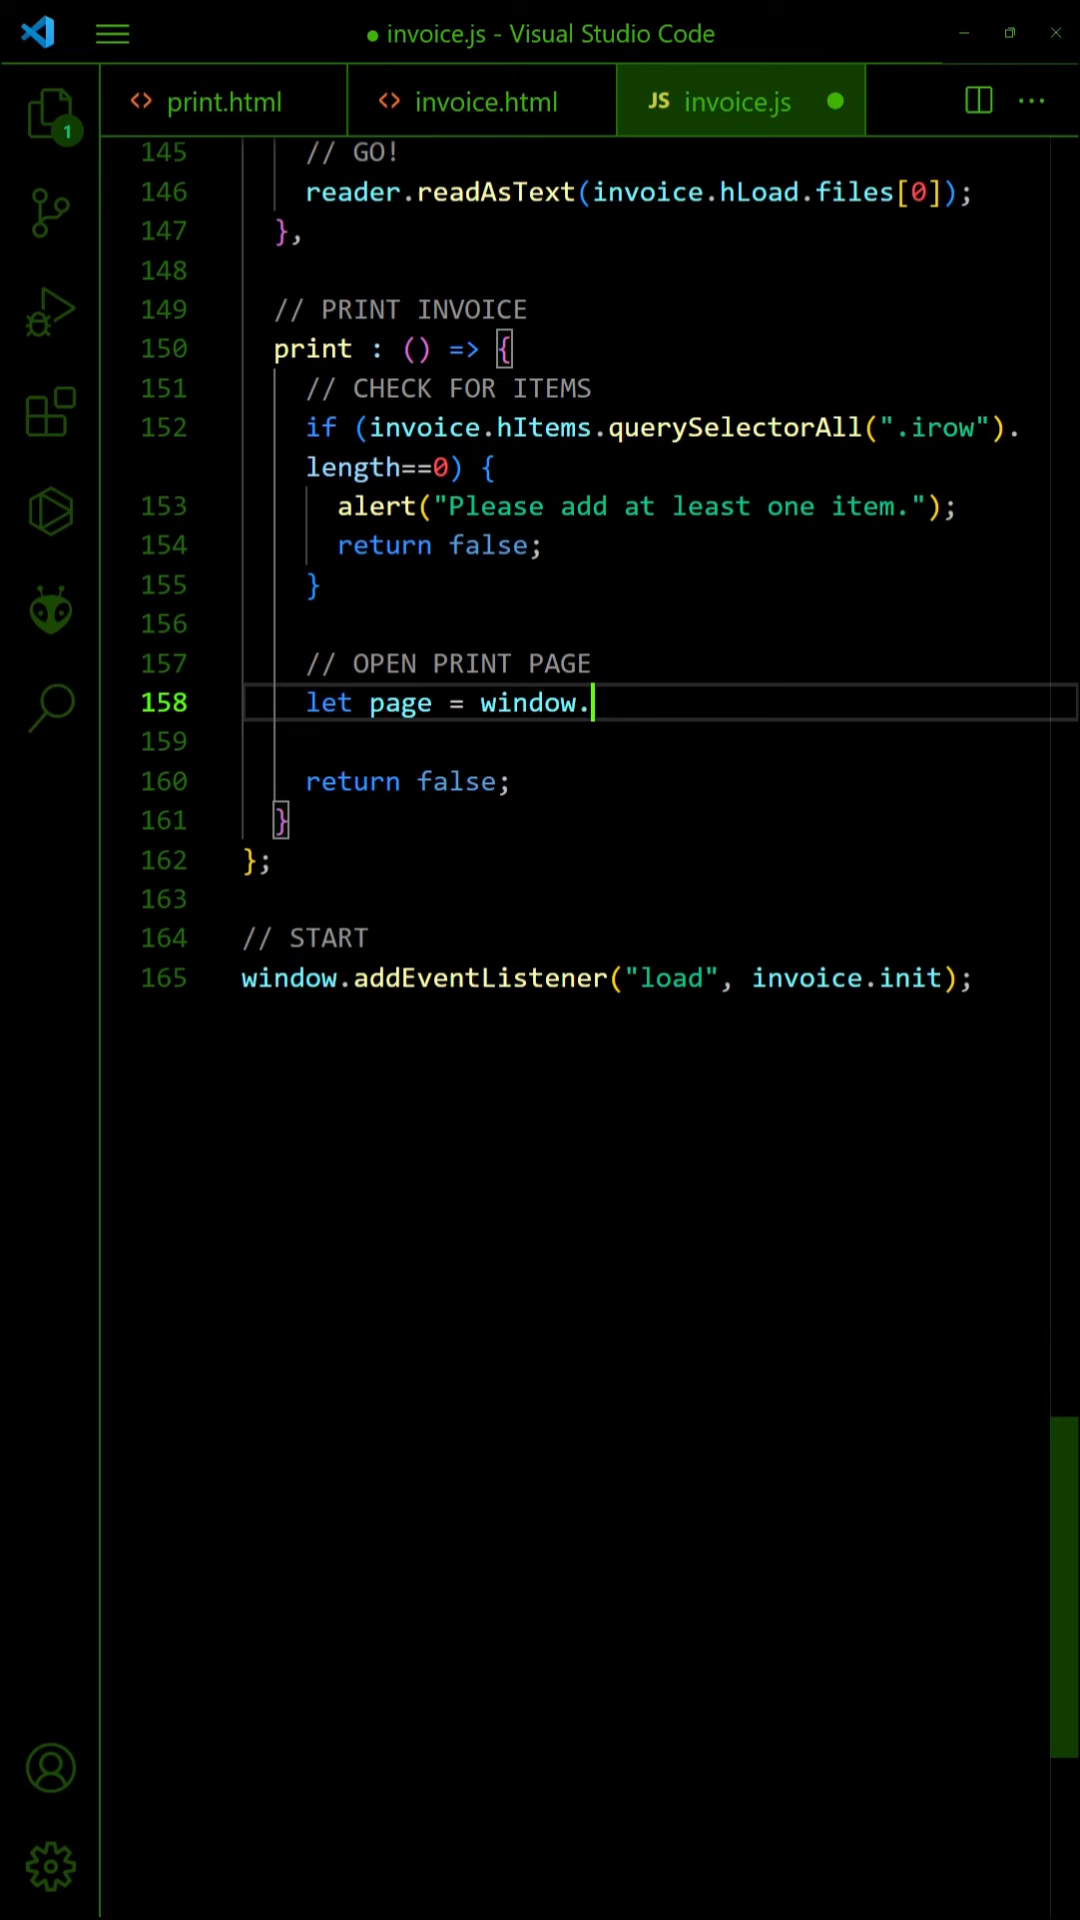 ● invoice.js - Visual Studio Code
<> print.html
<> invoice.html
JS invoice.js ●
1
145 // GO!
146 reader.readAsText(invoice.hLoad.files[0]);
147 },
148
149 // PRINT INVOICE
150 print : () => {
151 // CHECK FOR ITEMS
152 if (invoice.hItems.querySelectorAll(".irow").
length==0) {
153 alert("Please add at least one item.");
154 return false;
155 }
156
157 // OPEN PRINT PAGE
158 let page = window.
159
160 return false;
161 }
162 };
163
164 // START
165 window.addEventListener("load", invoice.init);